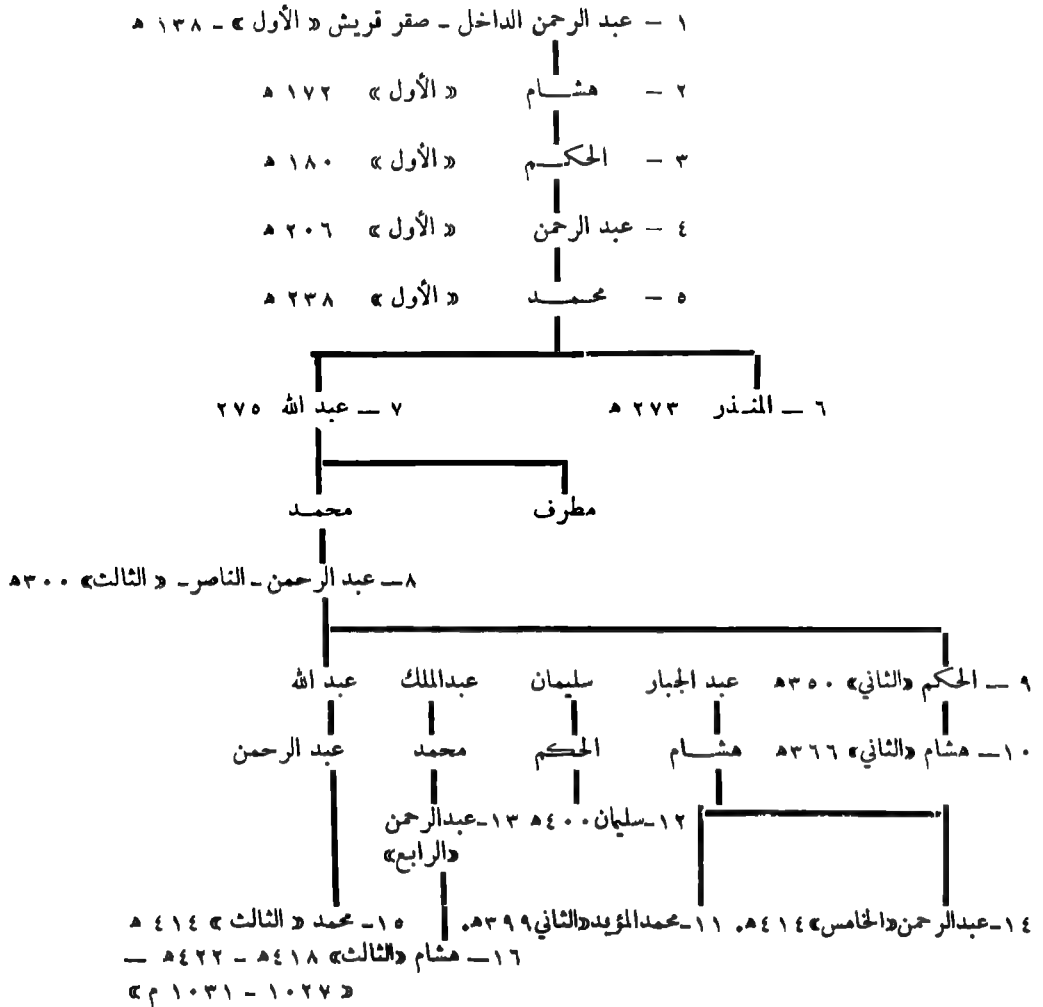 ١ - عبد الرحمن الداخل - صقر قريش « الأول » - ١٣٨ هـ
٢ - هشام « الأول » ١٧٢ هـ
٣ - الحكم « الأول » ١٨٠ هـ
٤ - عبد الرحمن « الأول » ٢٠٦ هـ
٥ - محمد « الأول » ٢٣٨ هـ
٦ - المنذر ٢٧٣ هـ ٧ - عبد الله ٢٧٥
مطرف محمد
٨ - عبد الرحمن - الناصر - « الثالث » ٣٠٠ هـ
٩ - الحكم «الثاني» ٣٥٠ هـ عبد الجبار سليمان عبدالملك عبد الله
١٠ - هشام «الثاني» ٣٦٦ هـ هشام الحكم محمد عبد الرحمن
١٢ - سليمان ٤٠٠ هـ ١٣ - عبدالرحمن
«الرابع»
١٤ - عبدالرحمن «الخامس» ٤١٤ هـ. ١١ - محمد المؤيد «الثاني ٣٩٩ هـ. ١٥ - محمد « الثالث » ٤١٤ هـ
١٦ - هشام «الثالث» ٤١٨ هـ - ٤٢٢ هـ -
« ١٠٢٧ - ١٠٣١ م »